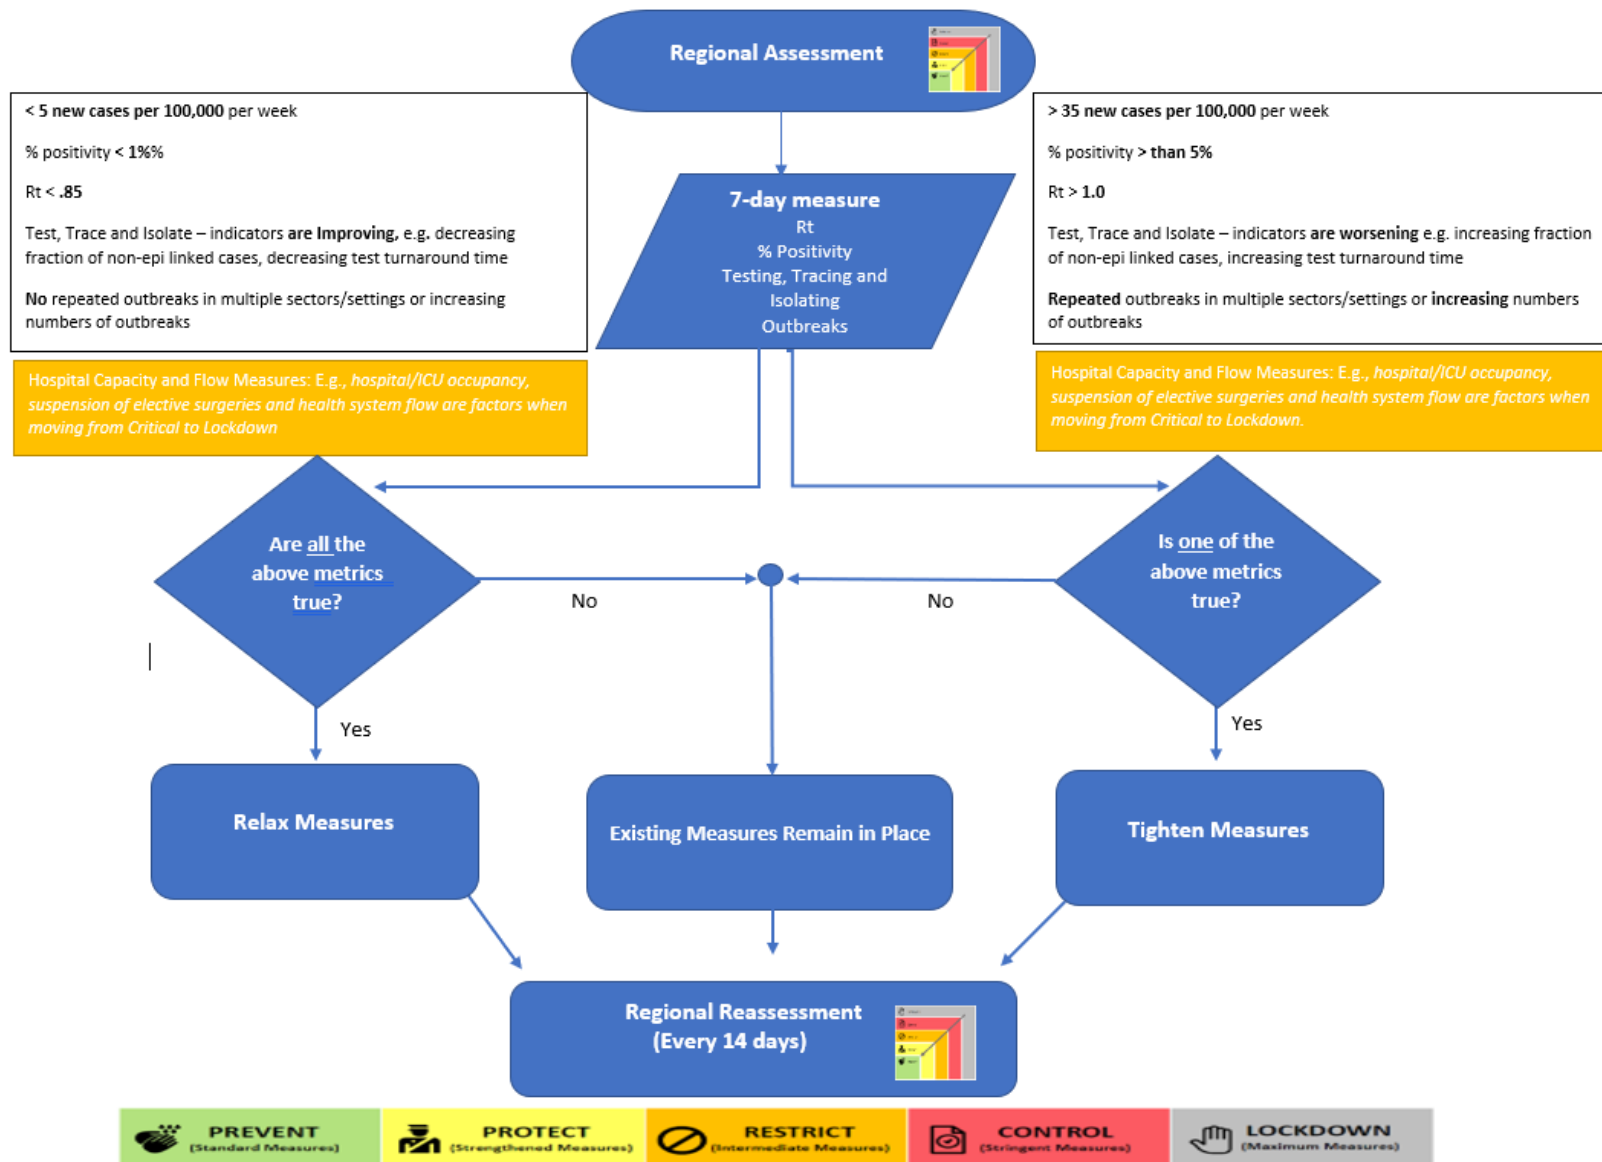 Regional Assessment
< 5 new cases per 100,000 per week
% positivity < 1%%
Rt < .85
Test, Trace and Isolate – indicators are Improving, e.g. decreasing
fraction of non-epi linked cases, decreasing test turnaround time
No repeated outbreaks in multiple sectors/settings or increasing
numbers of outbreaks
Hospital Capacity and Flow Measures: E.g., hospital/ICU occupancy,
suspension of elective surgeries and health system flow are factors when
moving from Critical to Lockdown
7-day measure
Rt
% Positivity
Testing, Tracing and
Isolating
Outbreaks
> 35 new cases per 100,000 per week
% positivity > than 5%
Rt > 1.0
Test, Trace and Isolate – indicators are worsening e.g. increasing fraction
of non-epi linked cases, increasing test turnaround time
Repeated outbreaks in multiple sectors/settings or increasing numbers
of outbreaks
Hospital Capacity and Flow Measures: E.g., hospital/ICU occupancy,
suspension of elective surgeries and health system flow are factors when
moving from Critical to Lockdown.
Are all the
above metrics
true?
No
Yes
Is one of the
above metrics
true?
No
Yes
Relax Measures
Existing Measures Remain in Place
Tighten Measures
Regional Reassessment
(Every 14 days)
PREVENT
(Standard Measures)
PROTECT
(Strengthened Measures)
RESTRICT
(Intermediate Measures)
CONTROL
(Stringent Measures)
LOCKDOWN
(Maximum Measures)